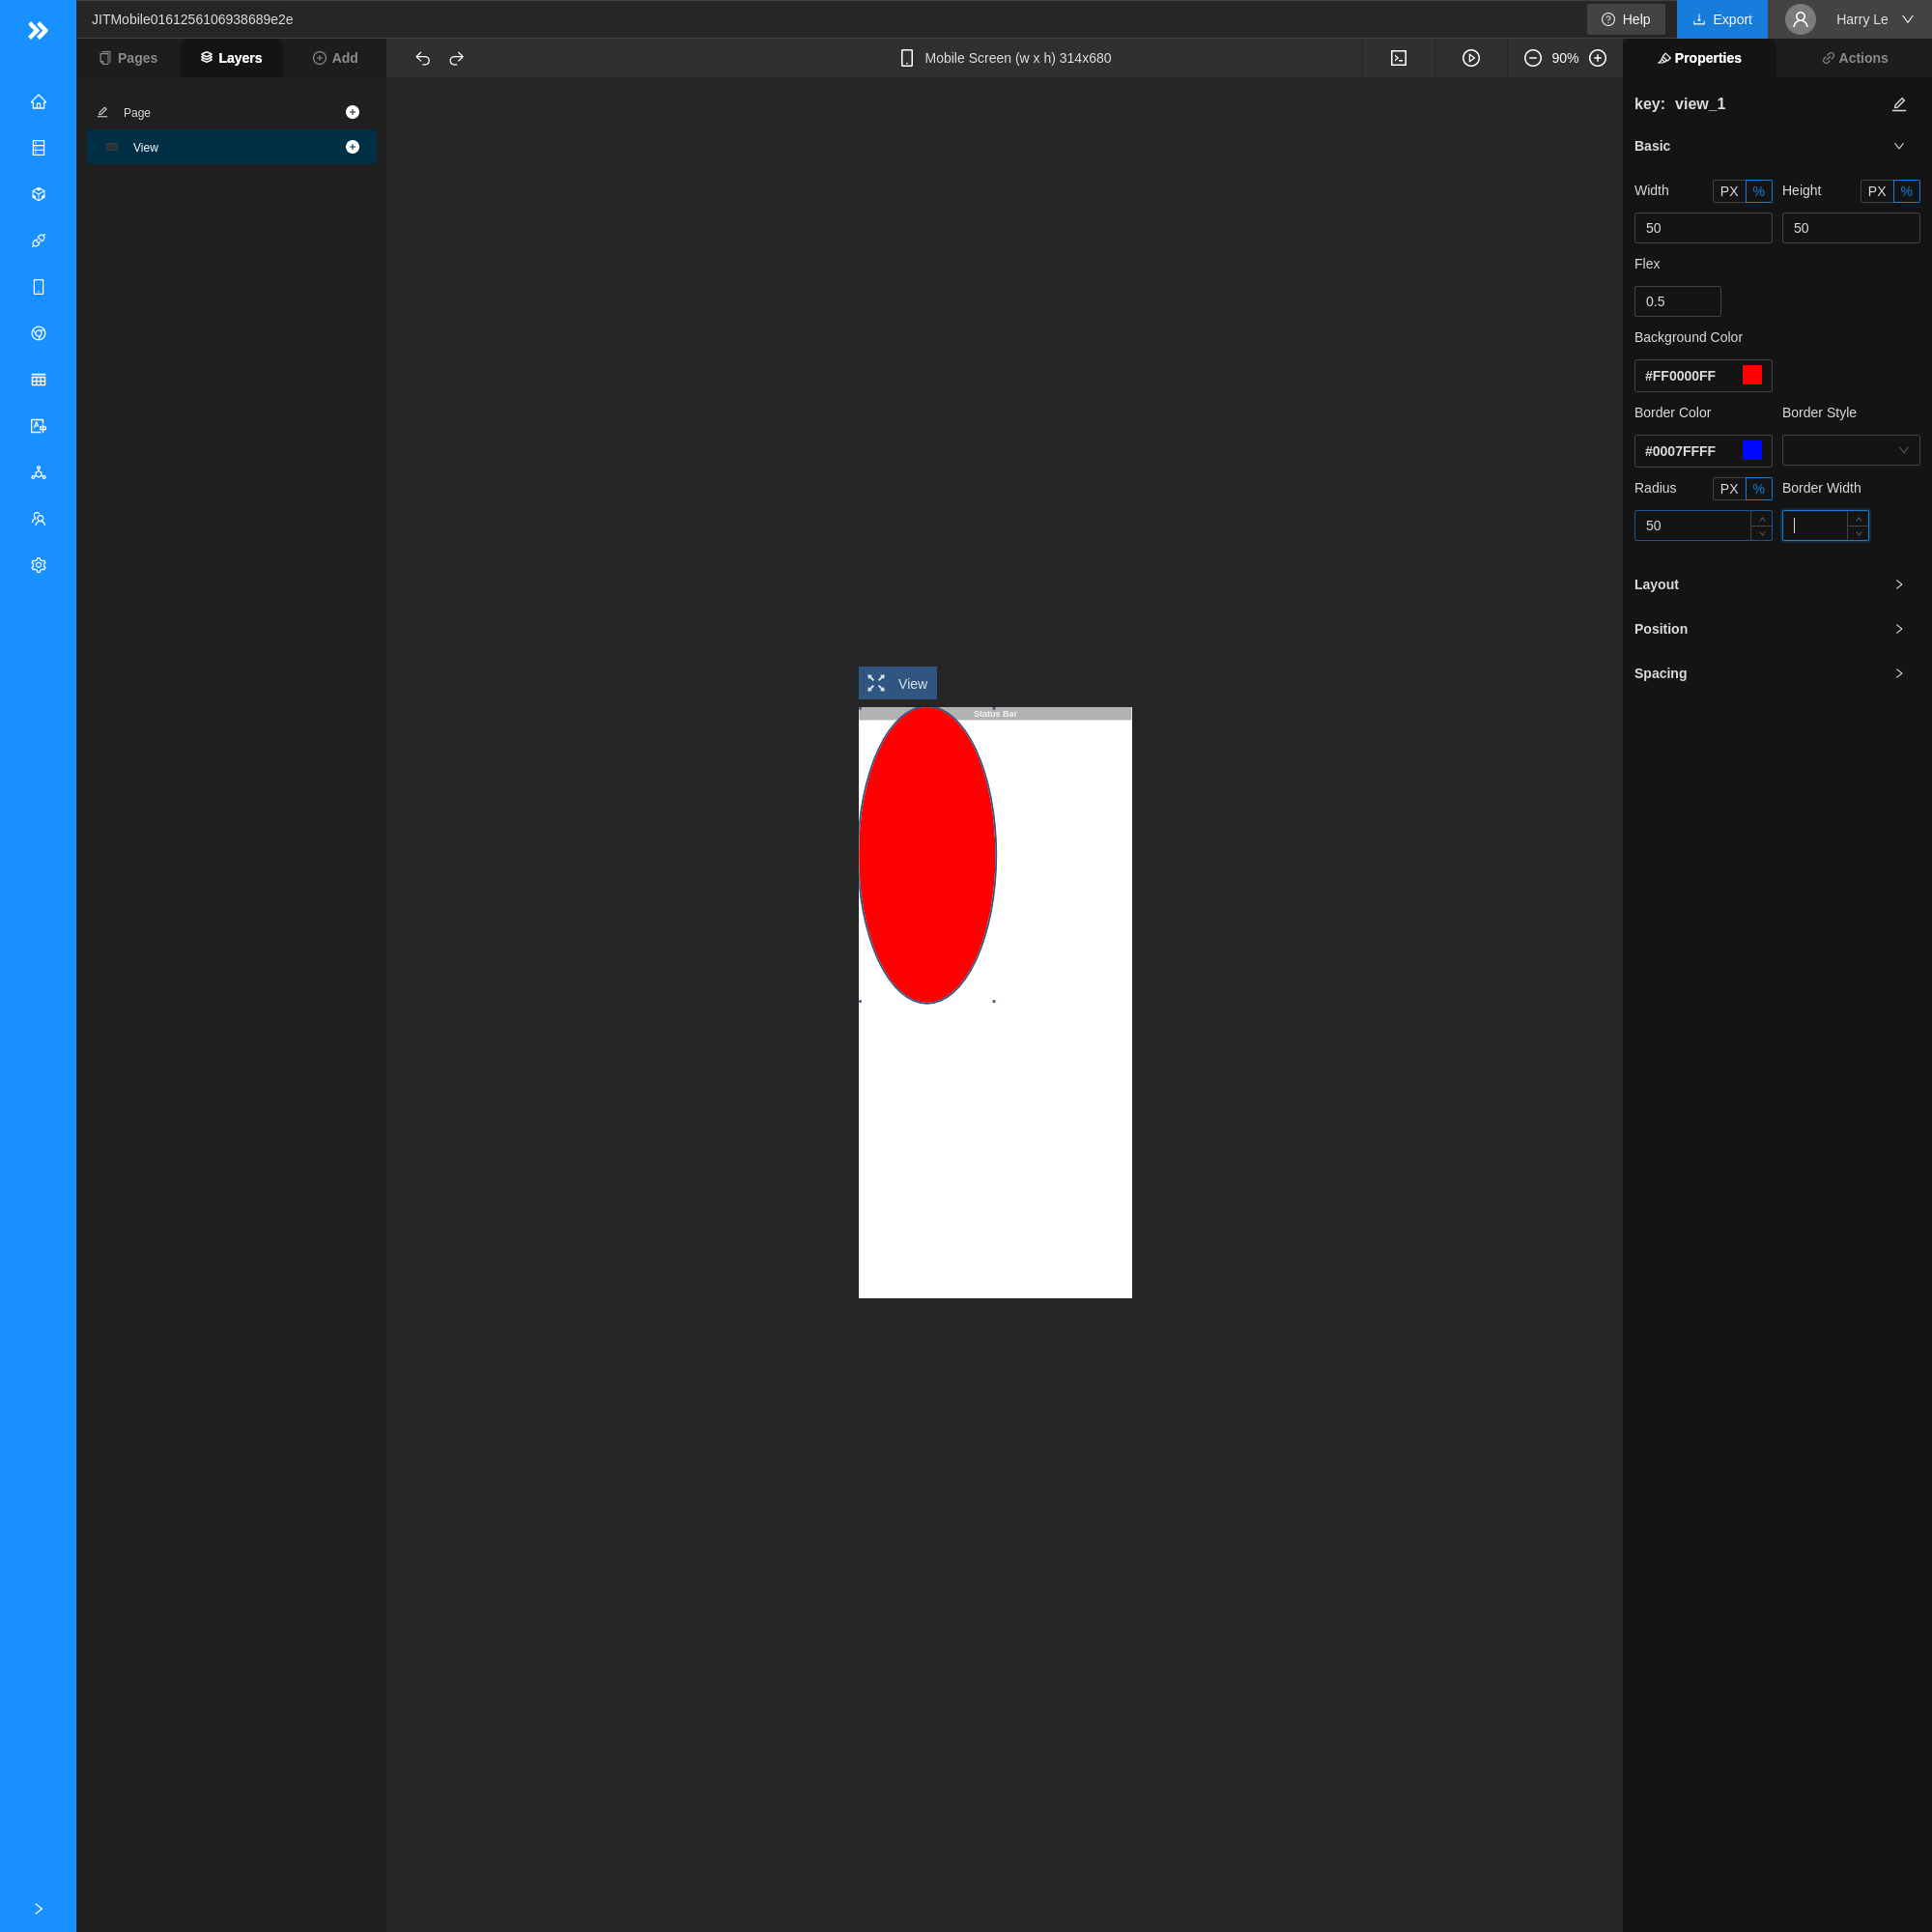 JITMobile0161256106938689e2e
Help
Export
Harry Le
Pages
Layers
Add
Mobile Screen (w x h) 314x680
90%
Properties
Actions
Page
View
key: view_1
Basic
Width PX % Height PX %
50 50
Flex
0.5
Background Color
#FF0000FF
Border Color Border Style
#0007FFFF
Radius PX % Border Width
50
Layout
Position
Spacing
View
Status Bar